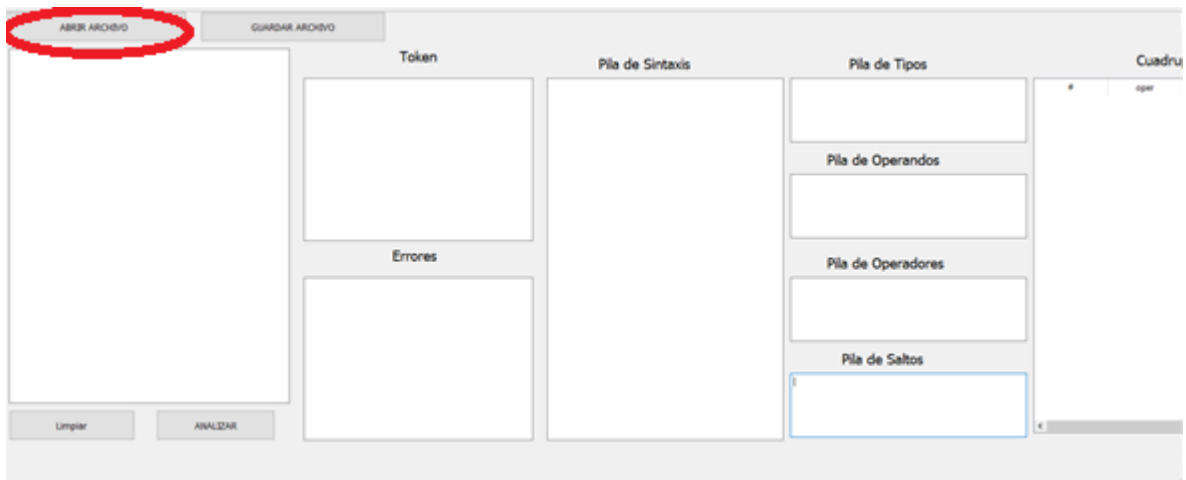 ABRIR ARCHIVO
GUARDAR ARCHIVO
Token
Pila de Sintaxis
Pila de Tipos
Cuadrup
# oper
Pila de Operandos
Errores
Pila de Operadores
Pila de Saltos
Limpiar
ANALIZAR